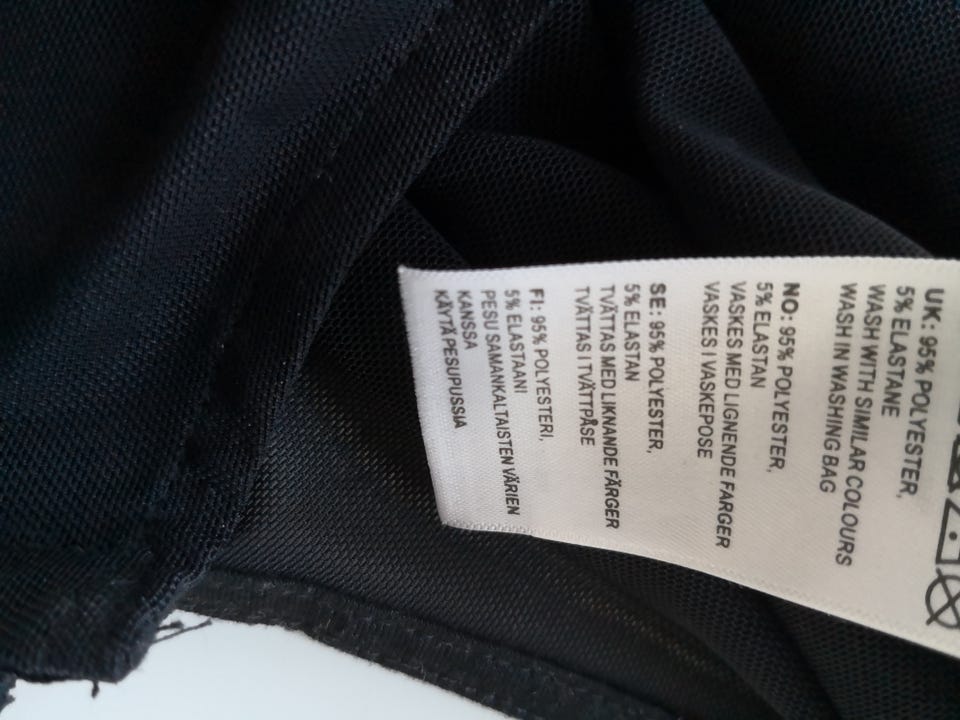 UK: 95% POLYESTER,
5% ELASTANE
WASH WITH SIMILAR COLOURS
WASH IN WASHING BAG
NO: 95% POLYESTER,
5% ELASTAN
VASKES MED LIGNENDE FARGER
VASKES I VASKEPOSE
SE: 95% POLYESTER,
5% ELASTAN
TVÄTTAS MED LIKNANDE FÄRGER
TVÄTTAS I TVÄTTPÅSE
FI: 95% POLYESTERI,
5% ELASTAANI
PESU SAMANKALTAISTEN VÄRIEN
KANSSA
KÄYTÄ PESUPUSSIA